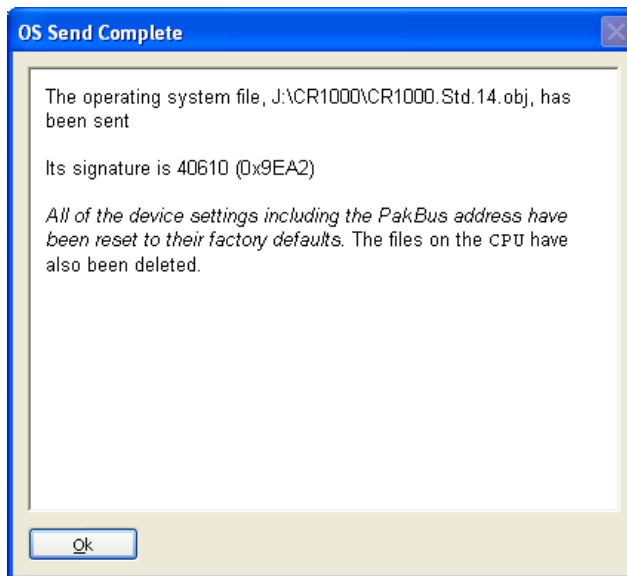 OS Send Complete
The operating system file, J:\CR1000\CR1000.Std.14.obj, has
been sent
Its signature is 40610 (0x9EA2)
All of the device settings including the PakBus address have
been reset to their factory defaults. The files on the CPU have
also been deleted.
Ok